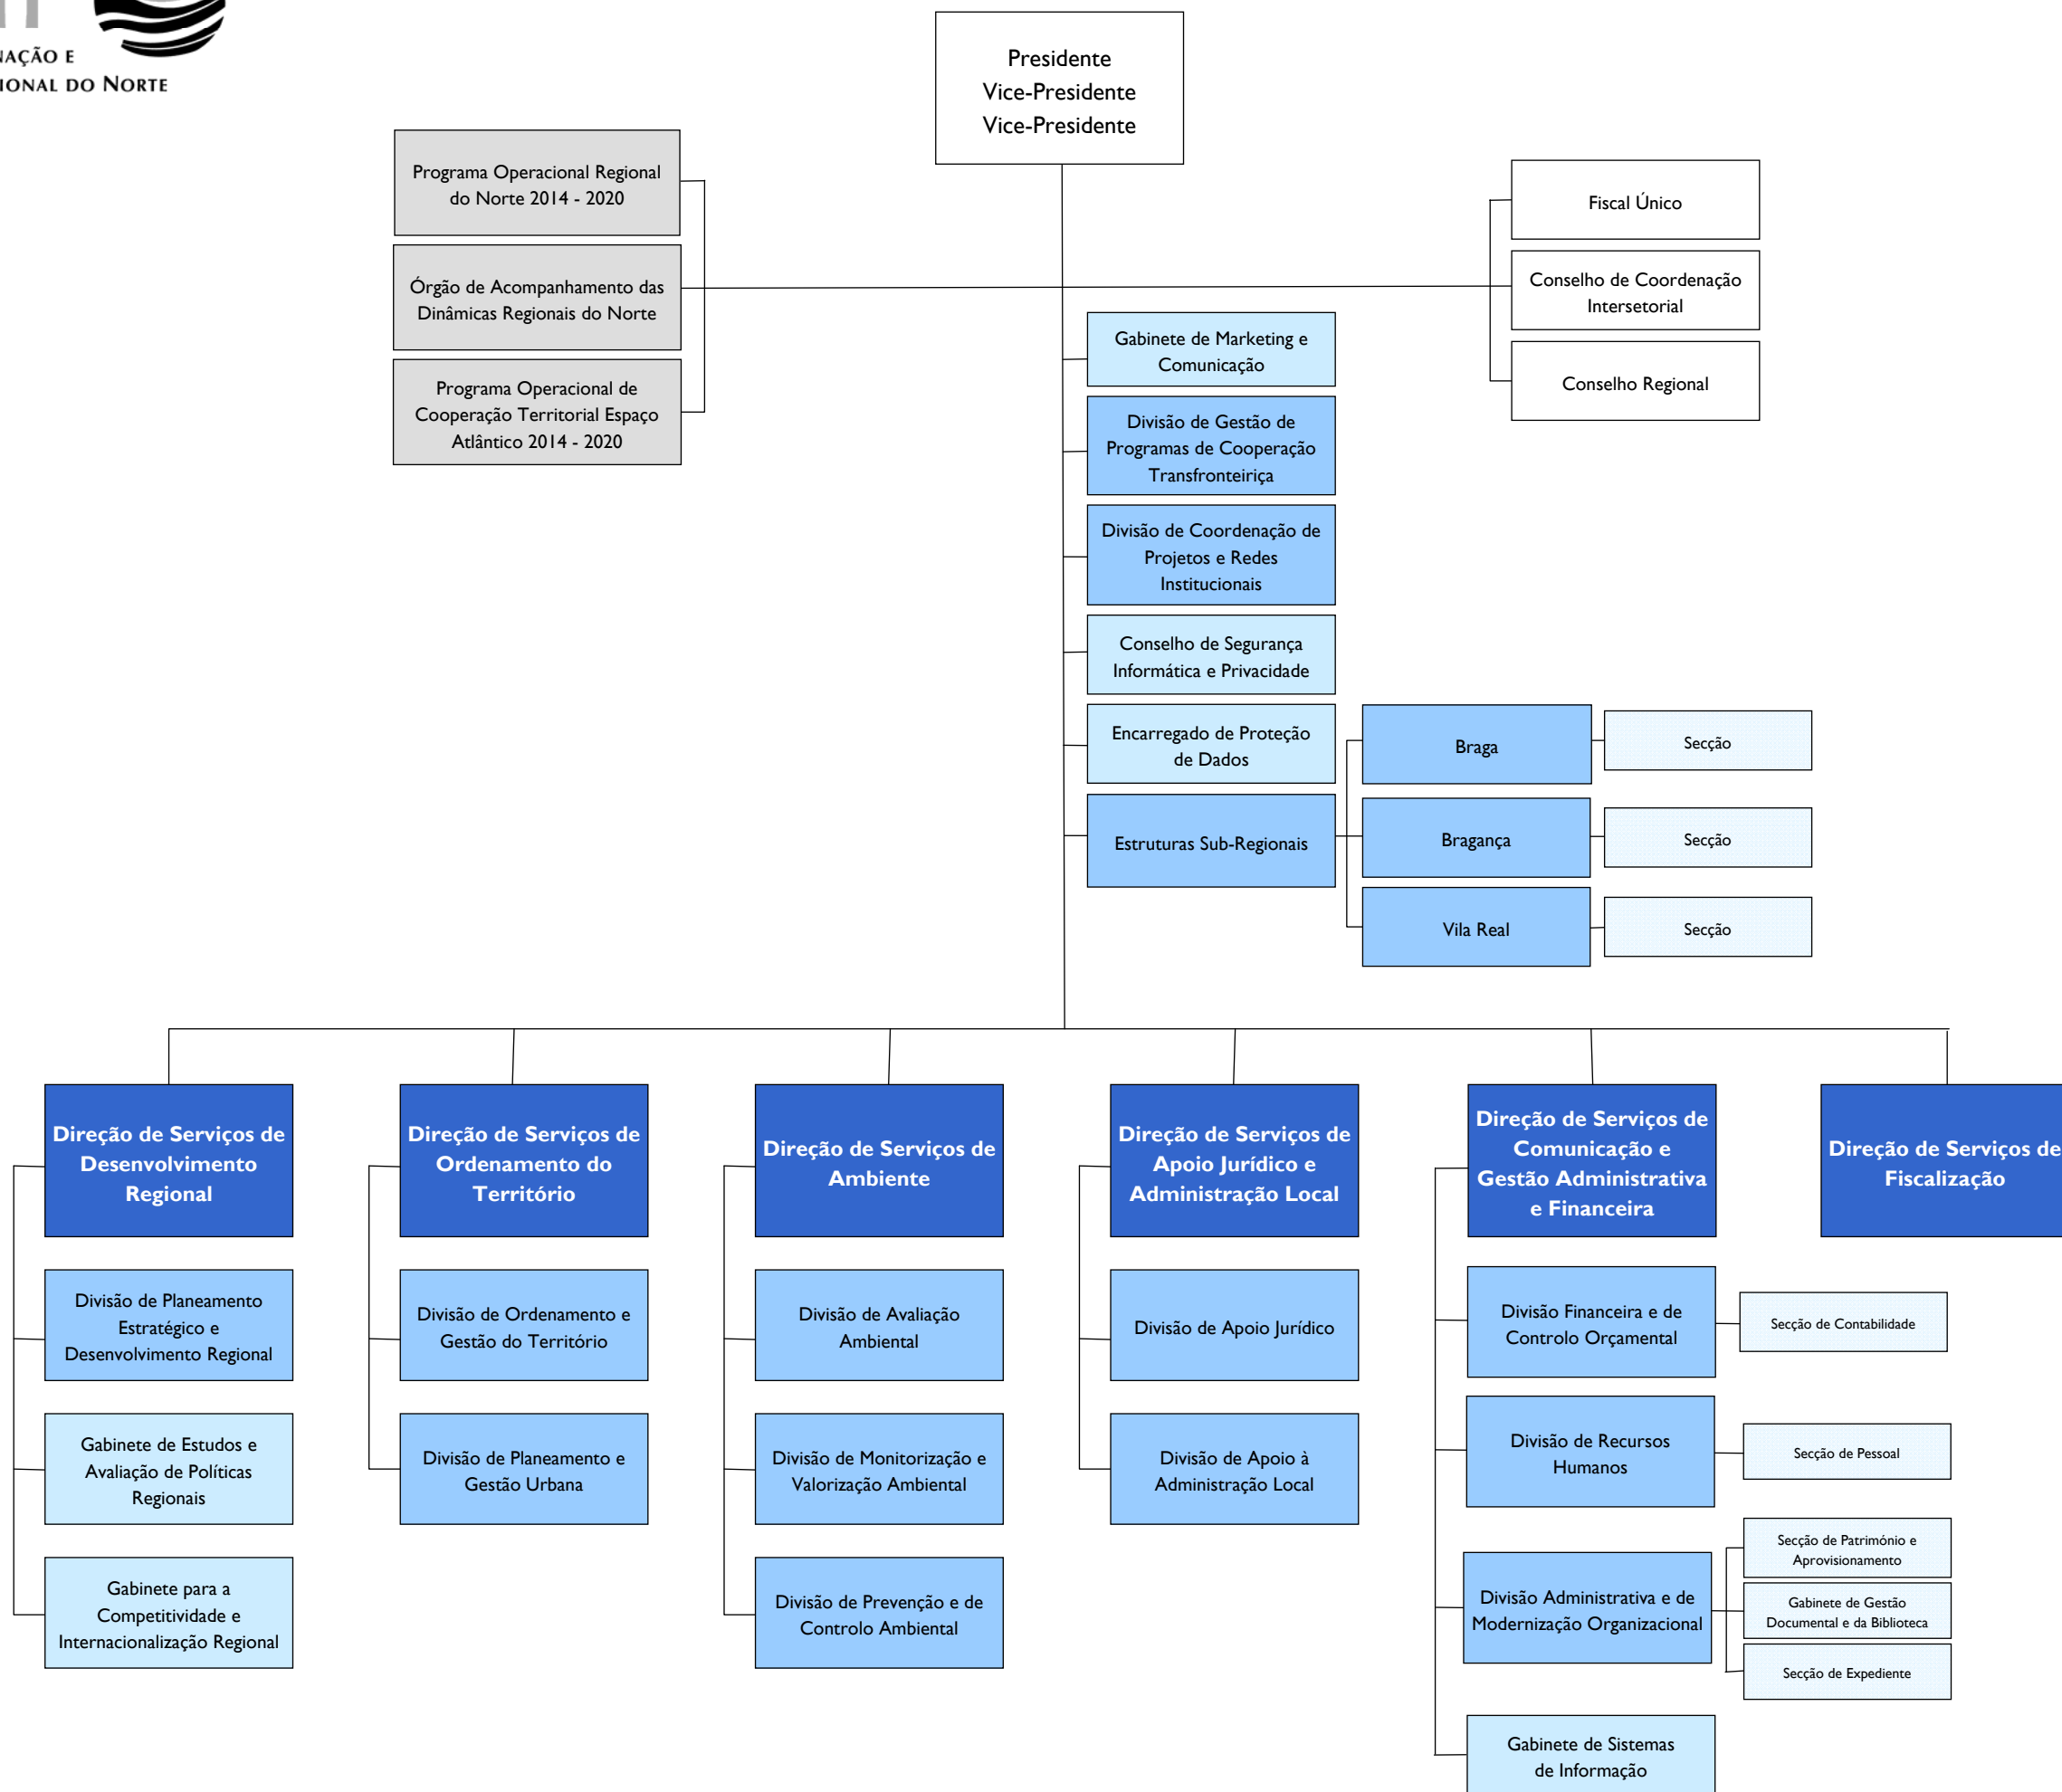 NAÇÃO E
IONAL DO NORTE
Presidente
Vice-Presidente
Vice-Presidente
Programa Operacional Regional
do Norte 2014 - 2020
Órgão de Acompanhamento das
Dinâmicas Regionais do Norte
Programa Operacional de
Cooperação Territorial Espaço
Atlântico 2014 - 2020
Fiscal Único
Conselho de Coordenação
Intersetorial
Conselho Regional
Gabinete de Marketing e
Comunicação
Divisão de Gestão de
Programas de Cooperação
Transfronteiriça
Divisão de Coordenação de
Projetos e Redes
Institucionais
Conselho de Segurança
Informática e Privacidade
Encarregado de Proteção
de Dados
Estruturas Sub-Regionais
Braga
Secção
Bragança
Secção
Vila Real
Secção
Direção de Serviços de
Desenvolvimento
Regional
Divisão de Planeamento
Estratégico e
Desenvolvimento Regional
Gabinete de Estudos e
Avaliação de Políticas
Regionais
Gabinete para a
Competitividade e
Internacionalização Regional
Direção de Serviços de
Ordenamento do
Território
Divisão de Ordenamento e
Gestão do Território
Divisão de Planeamento e
Gestão Urbana
Direção de Serviços de
Ambiente
Divisão de Avaliação
Ambiental
Divisão de Monitorização e
Valorização Ambiental
Divisão de Prevenção e de
Controlo Ambiental
Direção de Serviços de
Apoio Jurídico e
Administração Local
Divisão de Apoio Jurídico
Divisão de Apoio à
Administração Local
Direção de Serviços de
Comunicação e
Gestão Administrativa
e Financeira
Divisão Financeira e de
Controlo Orçamental
Secção de Contabilidade
Divisão de Recursos
Humanos
Secção de Pessoal
Divisão Administrativa e de
Modernização Organizacional
Secção de Património e
Aprovisionamento
Gabinete de Gestão
Documental e da Biblioteca
Secção de Expediente
Gabinete de Sistemas
de Informação
Direção de Serviços de
Fiscalização